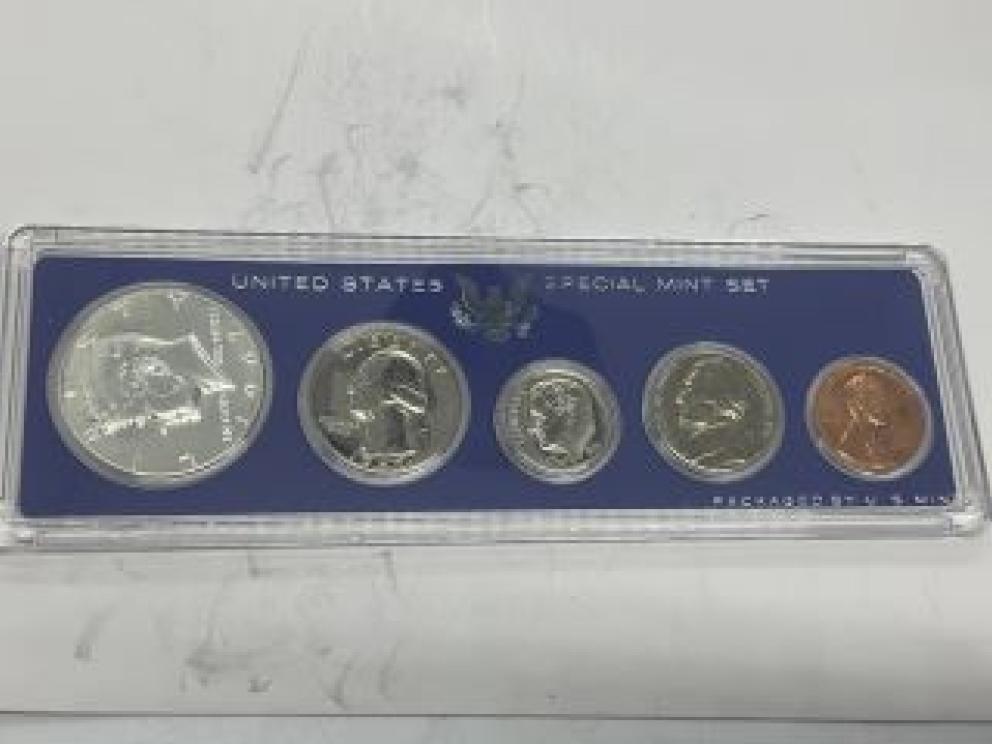 UNITED STATES SPECIAL MINT SET
PACKAGED BY U.S. MINT